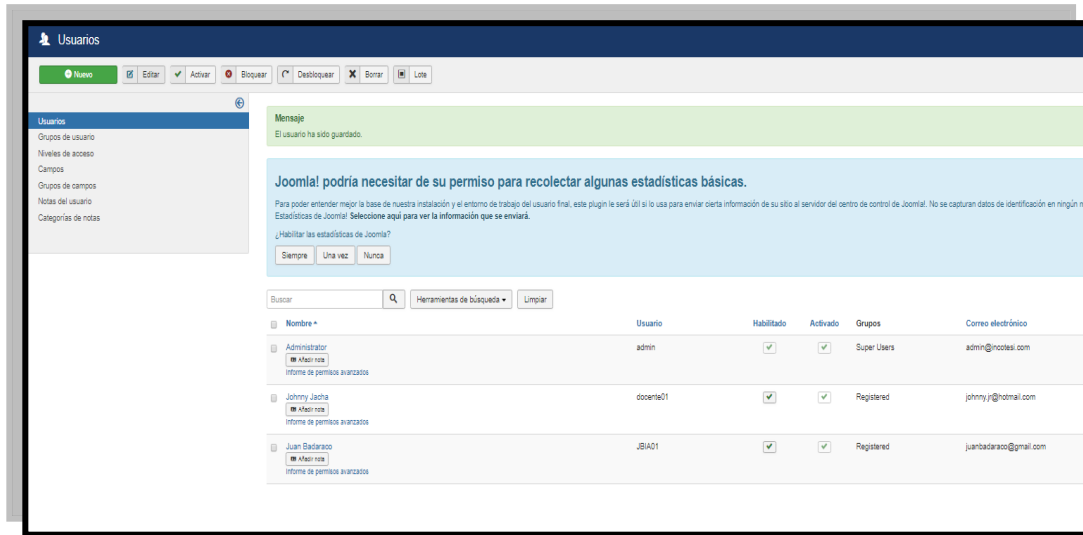 Usuarios
Nuevo Editar Activar Bloquear Desbloquear Borrar Lote
Usuarios
Grupos de usuario
Niveles de acceso
Campos
Grupos de campos
Notas del usuario
Categorías de notas
Mensaje
El usuario ha sido guardado.
Joomla! podría necesitar de su permiso para recolectar algunas estadísticas básicas.
Para poder entender mejor la base de nuestra instalación y el entorno de trabajo del usuario final, este plugin le será útil si lo usa para enviar cierta información de su sitio al servidor del centro de control de Joomla!. No se capturan datos de identificación en ningún
Estadísticas de Joomla! Seleccione aquí para ver la información que se enviará.
¿Habilitar las estadísticas de Joomla?
Siempre Una vez Nunca
Buscar Herramientas de búsqueda Limpiar
Nombre Usuario Habilitado Activado Grupos Correo electrónico
Administrator admin Super Users admin@incotesi.com
Añadir nota
Informe de permisos avanzados
Johnny Jacha docente01 Registered johnny.jr@hotmail.com
Añadir nota
Informe de permisos avanzados
Juan Badaraco JBIA01 Registered juanbadaraco@gmail.com
Añadir nota
Informe de permisos avanzados